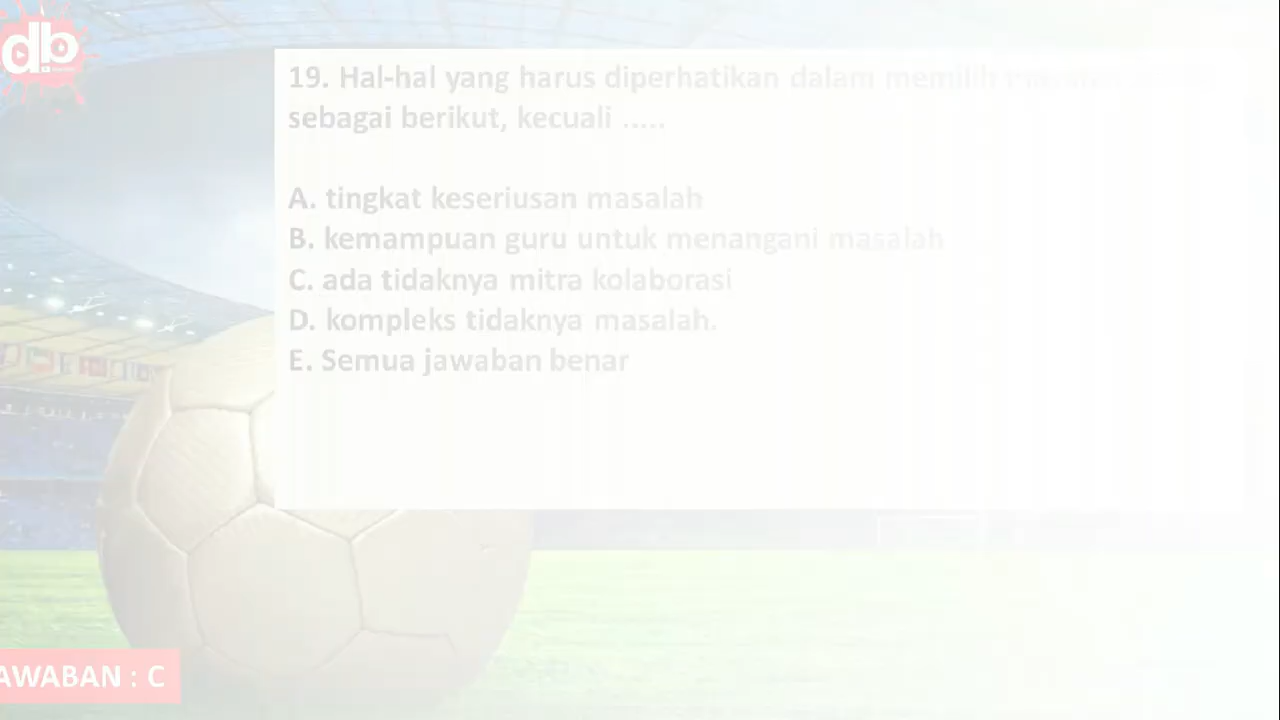 db
19. Hal-hal yang harus diperhatikan dalam memilih
sebagai berikut, kecuali .....
A. tingkat keseriusan masalah
B. kemampuan guru untuk menangani masalah
C. ada tidaknya mitra kolaborasi
D. kompleks tidaknya masalah.
E. Semua jawaban benar
AWABAN : C